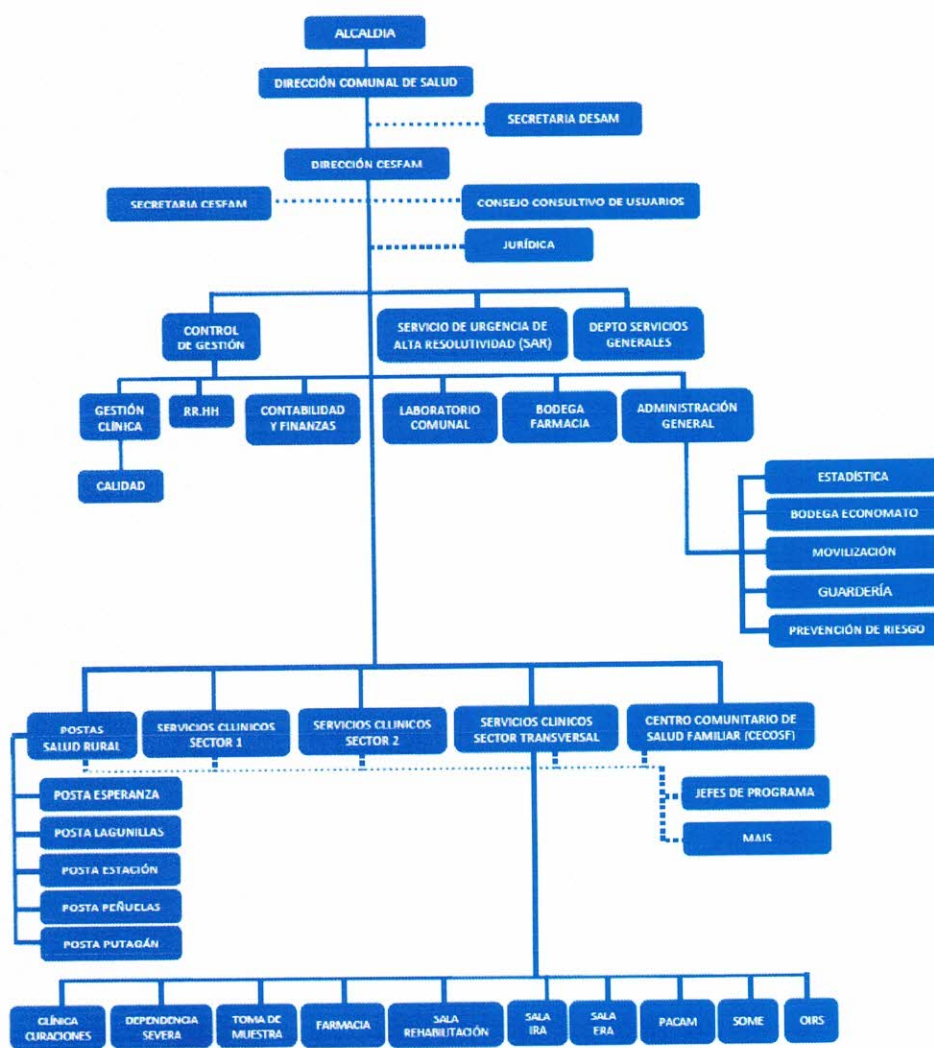 ALCALDIA
DIRECCIÓN COMUNAL DE SALUD
SECRETARIA DESAM
DIRECCIÓN CESFAM
SECRETARIA CESFAM
CONSEJO CONSULTIVO DE USUARIOS
JURÍDICA
CONTROL
DE GESTIÓN
SERVICIO DE URGENCIA DE
ALTA RESOLUTIVIDAD (SAR)
DEPTO SERVICIOS
GENERALES
GESTIÓN
CLÍNICA
RR.HH
CONTABILIDAD
Y FINANZAS
LABORATORIO
COMUNAL
BODEGA
FARMACIA
ADMINISTRACIÓN
GENERAL
CALIDAD
ESTADÍSTICA
BODEGA ECONOMATO
MOVILIZACIÓN
GUARDERÍA
PREVENCIÓN DE RIESGO
POSTAS
SALUD RURAL
SERVICIOS CLLINICOS
SECTOR 1
SERVICIOS CLLINICOS
SECTOR 2
SERVICIOS CLINICOS
SECTOR TRANSVERSAL
CENTRO COMUNITARIO DE
SALUD FAMILIAR (CECOSF)
JEFES DE PROGRAMA
MAIS
POSTA ESPERANZA
POSTA LAGUNILLAS
POSTA ESTACIÓN
POSTA PEÑUELAS
POSTA PUTAGÁN
CLÍNICA
CURACIONES
DEPENDENCIA
SEVERA
TOMA DE
MUESTRA
FARMACIA
SALA
REHABILITACIÓN
SALA
IRA
SALA
ERA
PACAM
SOME
OIRS